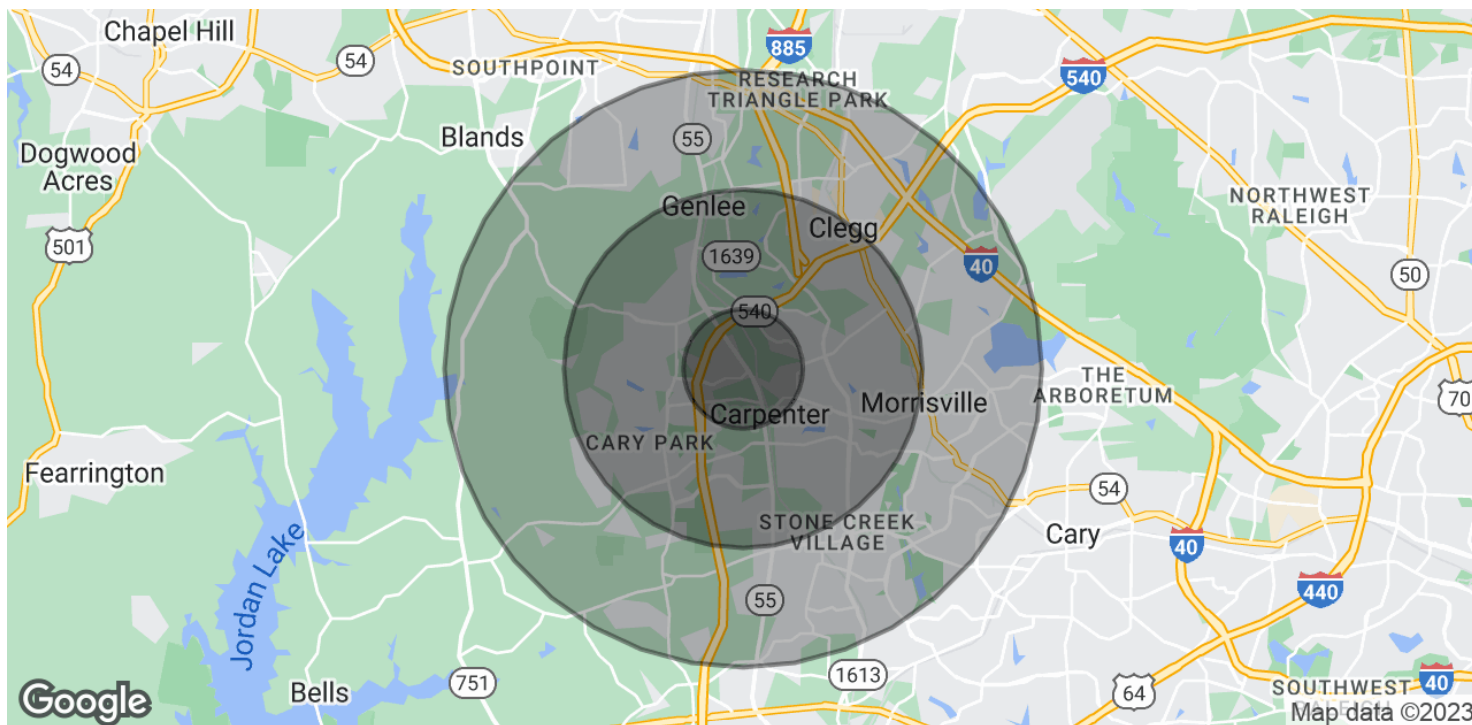 Chapel Hill
54
54
SOUTHPOINT
885
RESEARCH
TRIANGLE PARK
540
55
Blands
Dogwood
Acres
501
Genlee
Clegg
NORTHWEST
RALEIGH
1639
40
50
540
THE
ARBORETUM
70
Carpenter
Morrisville
CARY PARK
Fearrington
54
STONE CREEK
VILLAGE
Cary
40
440
Jordan Lake
55
751
Bells
1613
64
SOUTHWEST
40
Google
Map data ©2023